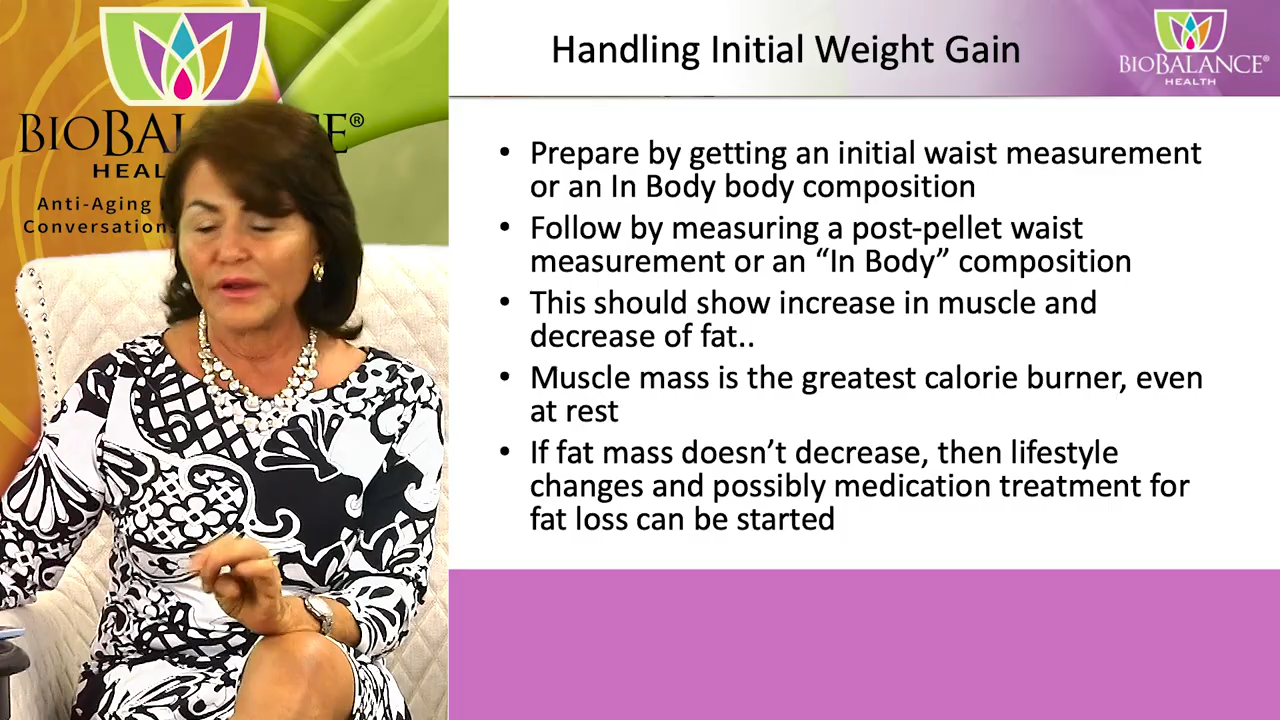 BIOBALANCE®
HEAL
Anti-Aging
Conversations
Handling Initial Weight Gain
BIOBALANCE®
HEALTH
• Prepare by getting an initial waist measurement
or an In Body body composition
• Follow by measuring a post-pellet waist
measurement or an “In Body” composition
• This should show increase in muscle and
decrease of fat..
• Muscle mass is the greatest calorie burner, even
at rest
• If fat mass doesn’t decrease, then lifestyle
changes and possibly medication treatment for
fat loss can be started